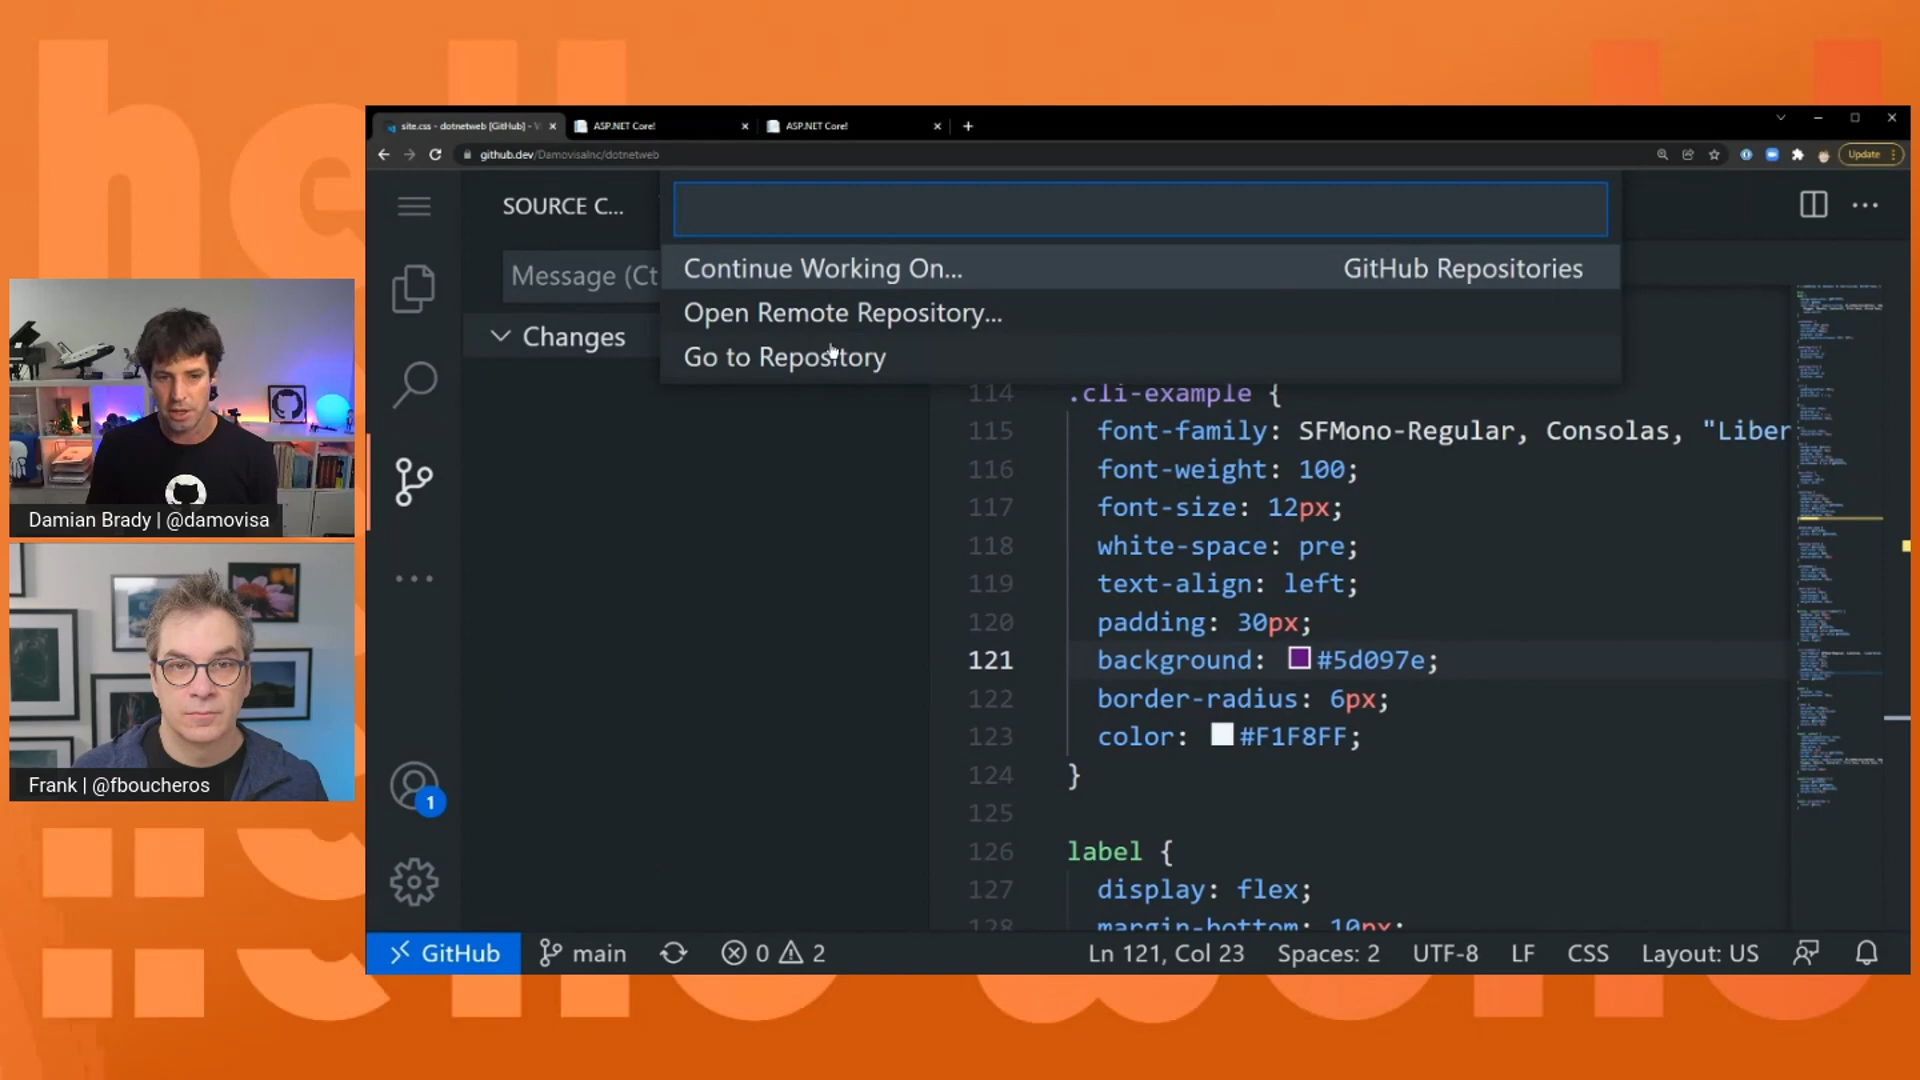 site.css - dotnetweb [GitHub] - V
ASP.NET Core!
ASP.NET Core!
github.dev/DamovisaInc/dotnetweb
Update
SOURCE C...
Message (Ct
Continue Working On...
GitHub Repositories
Open Remote Repository...
Changes
Go to Repository
114 .cli-example {
115 font-family: SFMono-Regular, Consolas, "Liber
116 font-weight: 100;
117 font-size: 12px;
118 white-space: pre;
119 text-align: left;
120 padding: 30px;
121 background: #5d097e;
122 border-radius: 6px;
123 color: #F1F8FF;
124 }
125
126 label {
127 display: flex;
128 margin-bottom: 10px;
Damian Brady | @damovisa
Frank | @fboucheros
1
GitHub
main
0
2
Ln 121, Col 23
Spaces: 2
UTF-8
LF
CSS
Layout: US